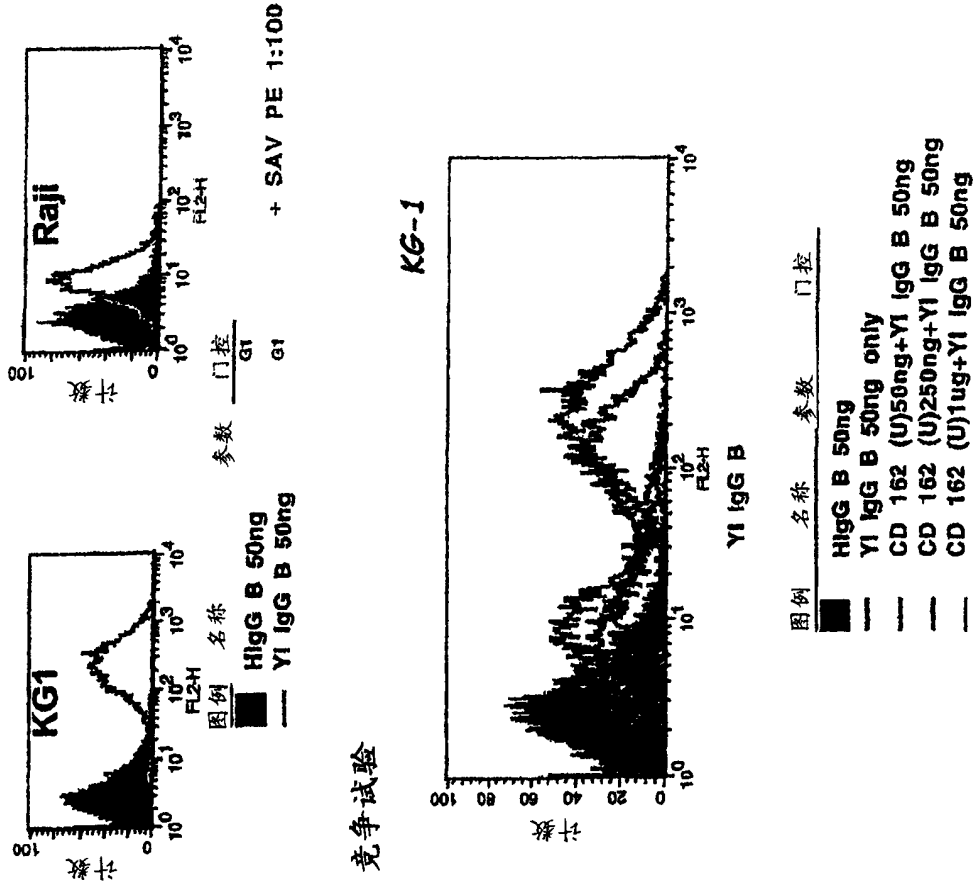 KG1
计数
100
0
10^0 10^1 10^2 10^3 10^4
FL2-H
图例 名称
HIgG B 50ng
YI IgG B 50ng
Raji
计数
100
0
10^0 10^1 10^2 10^3 10^4
FL2-H
参数 门控
G1
G1
+ SAV PE 1:100
竞争试验
KG-1
计数
100
80
60
40
20
0
10^0 10^1 10^2 10^3 10^4
FL2-H
YI IgG B
图例 名称 参数 门控
HIgG B 50ng
YI IgG B 50ng only
CD 162 (U)50ng+YI IgG B 50ng
CD 162 (U)250ng+YI IgG B 50ng
CD 162 (U)1ug+YI IgG B 50ng